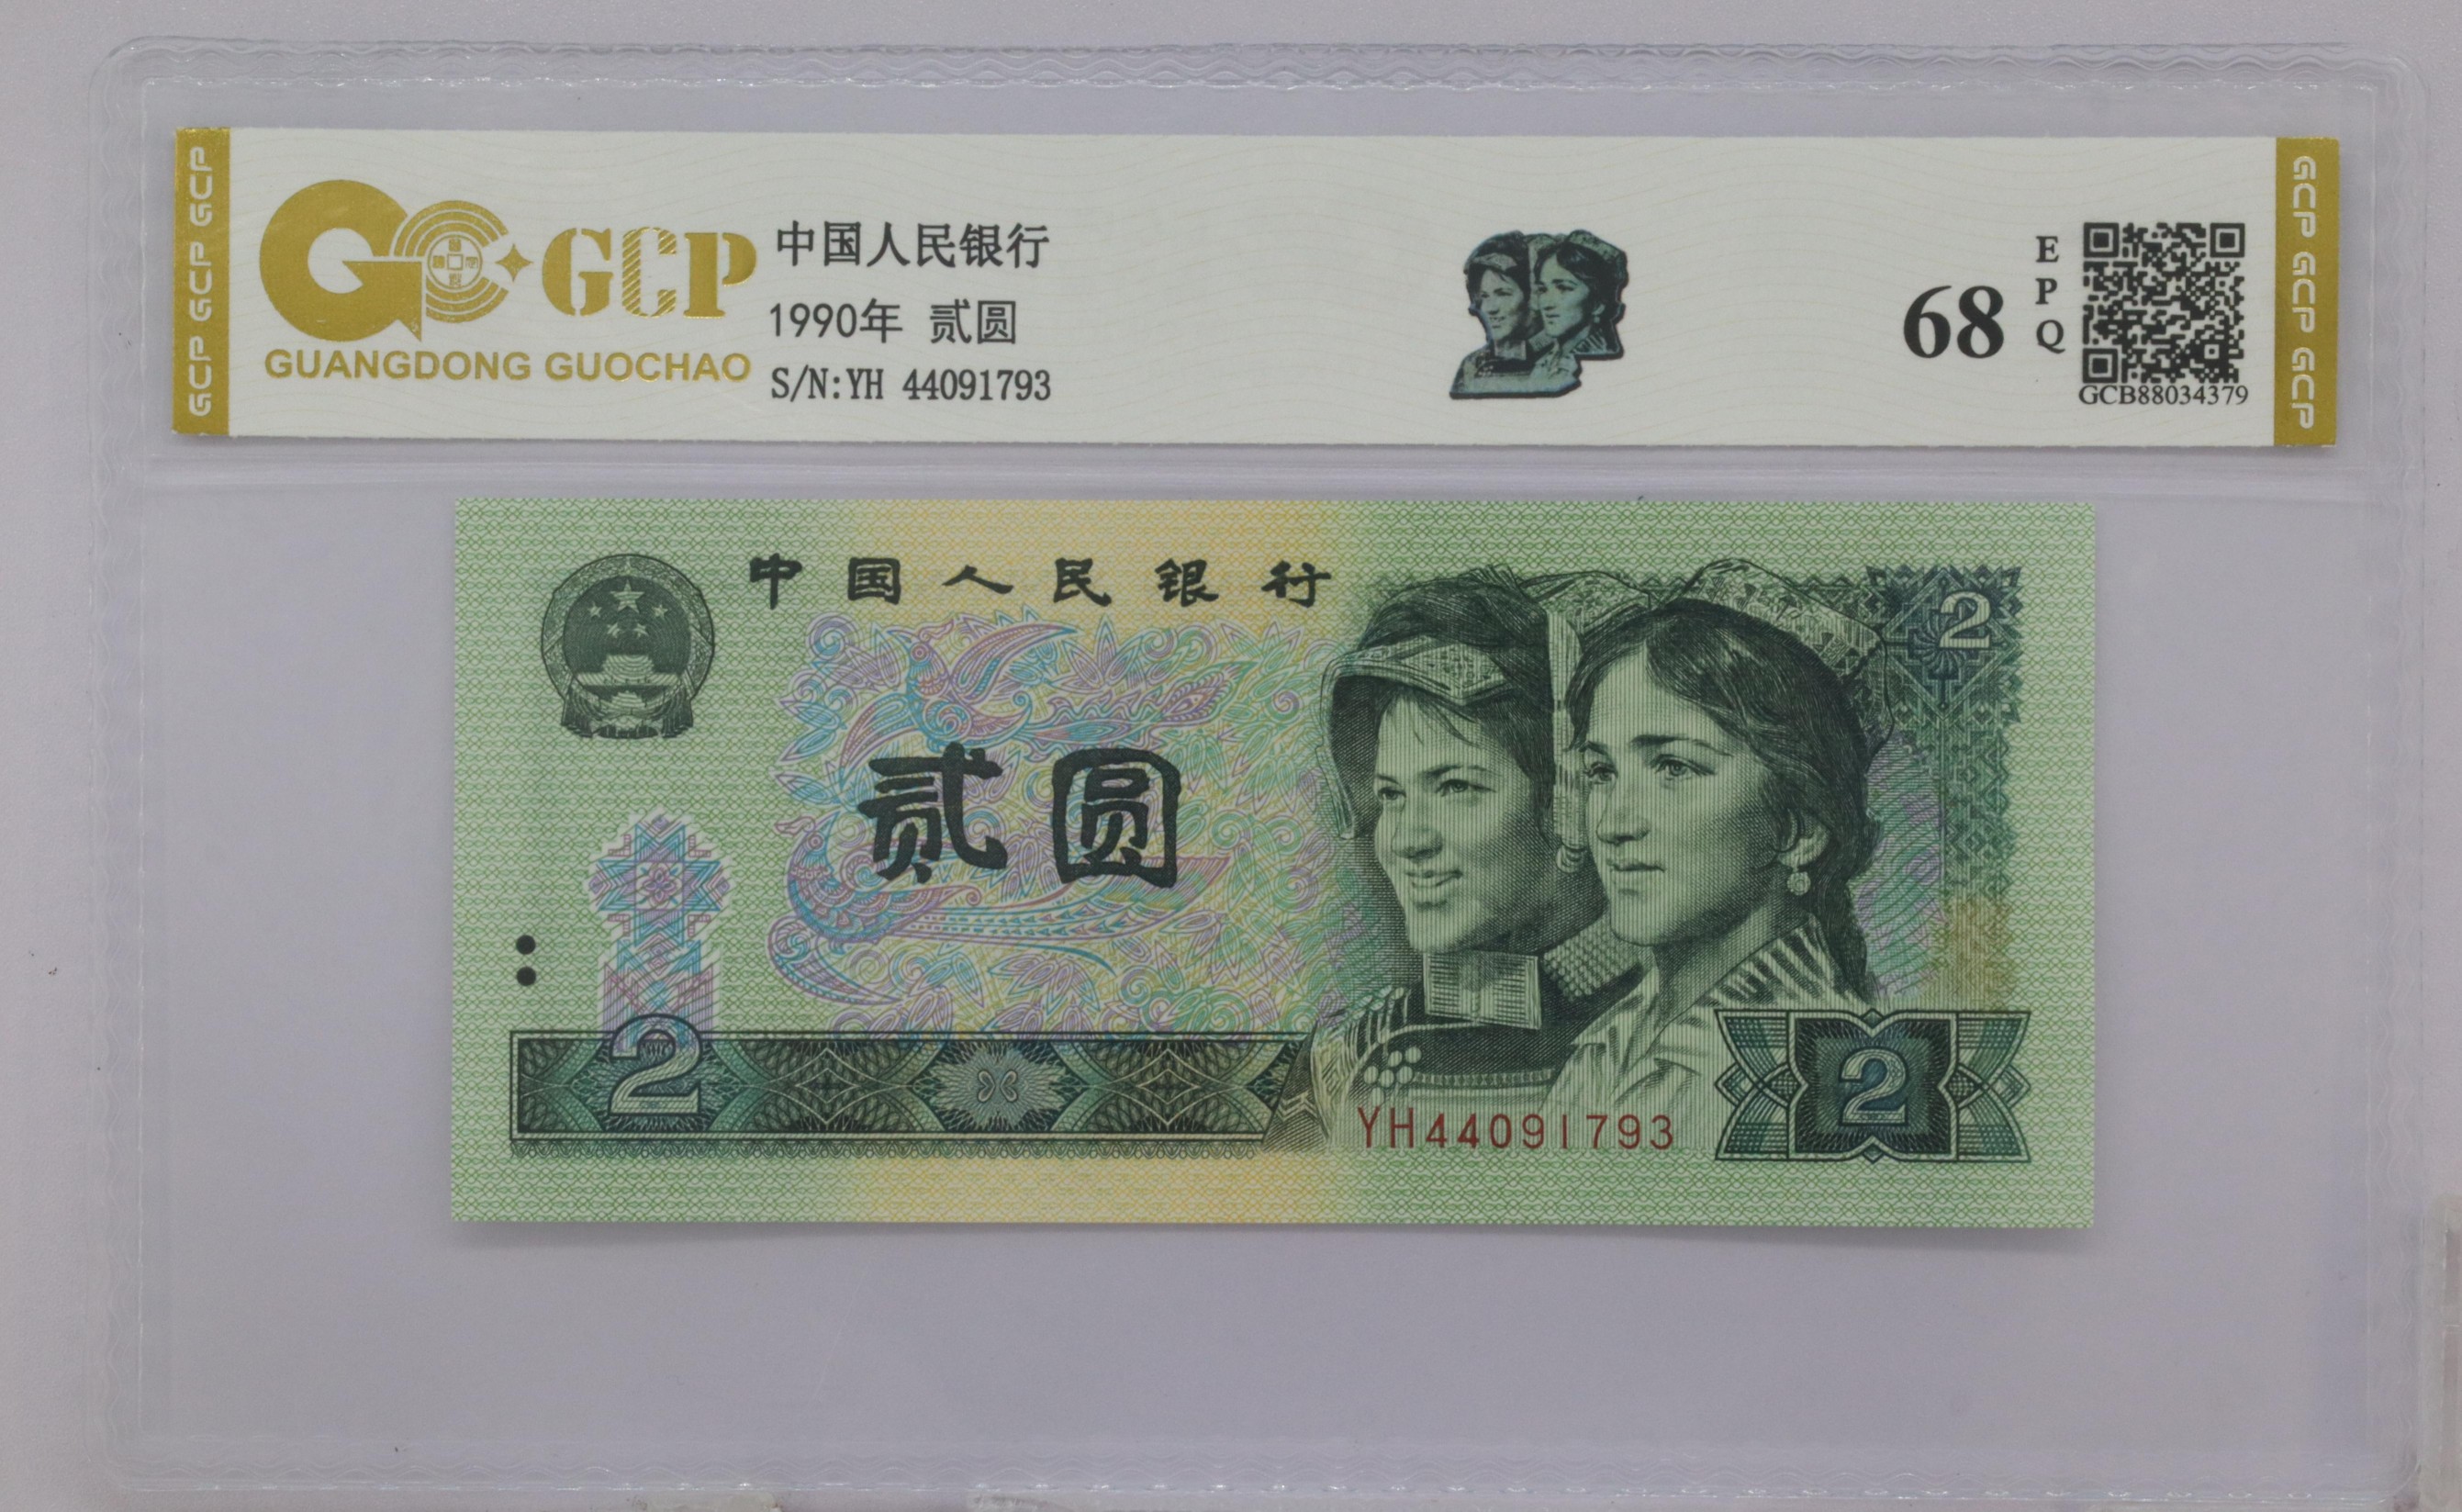 GCP GCP GCP
GCP
GUANGDONG GUOCHAO
中国人民银行
1990年 贰圆
S/N:YH 44091793
68
EPQ
GCB88034379
GCP GCP GCP
中国人民银行
2
贰圆
2
YH44091793
2